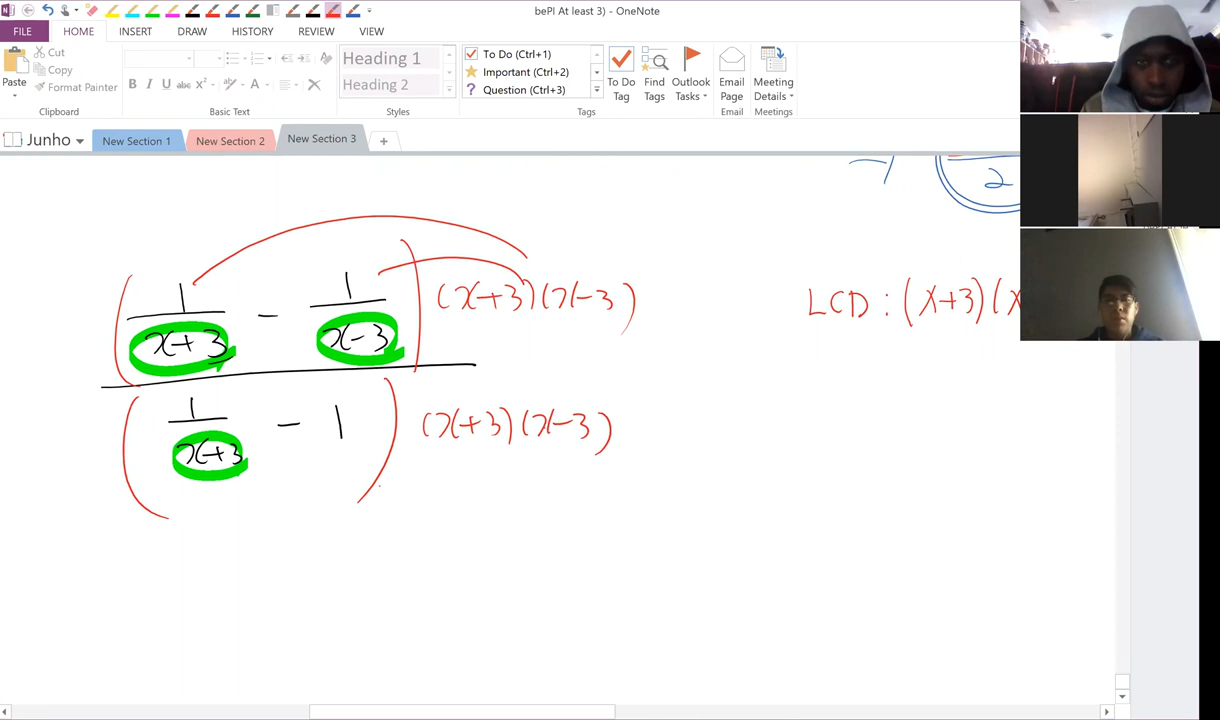 bePI At least 3) - OneNote
FILE HOME INSERT DRAW HISTORY REVIEW VIEW
Paste
Cut
Copy
Format Painter
Clipboard
B I U abc x² A
Basic Text
Heading 1
Heading 2
Styles
To Do (Ctrl+1)
Important (Ctrl+2)
Question (Ctrl+3)
To Do Tag
Find Tags
Outlook Tasks
Tags
Email Page
Email
Meeting Details
Meetings
Junho New Section 1 New Section 2 New Section 3 +
2
(1/(x+3) - 1/(x-3)) (x+3)(x-3)
(1/(x+3) - 1) (x+3)(x-3)
LCD : (x+3)(x